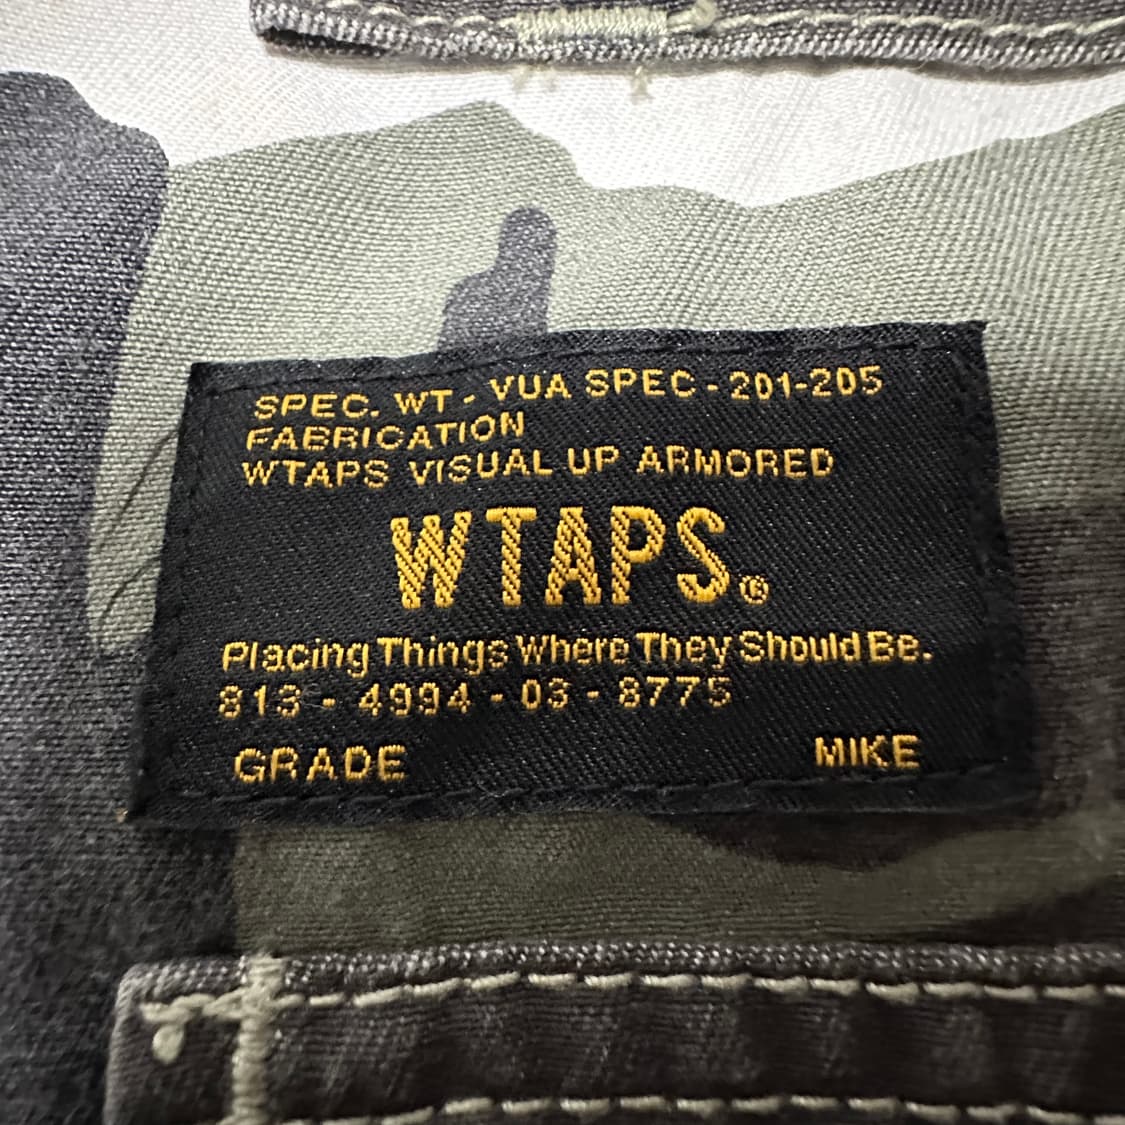 SPEC. WT - VUA SPEC - 201-205
FABRICATION
WTAPS VISUAL UP ARMORED
WTAPS.®
Placing Things Where They Should Be.
813 - 4994 - 03 - 8775
GRADE MIKE